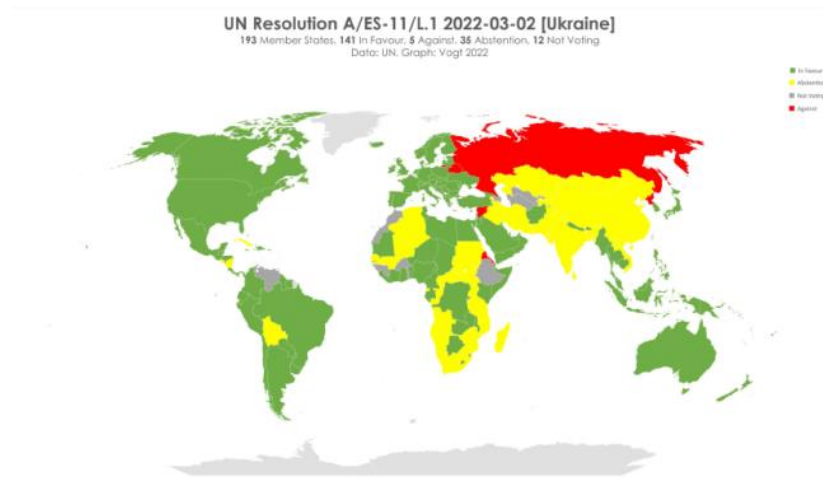 UN Resolution A/ES-11/L.1 2022-03-02 [Ukraine]
193 Member States, 141 In Favour, 5 Against, 35 Abstention, 12 Not Voting
Data: UN. Graph: Vogt 2022
In Favour
Abstention
Not Voting
Against